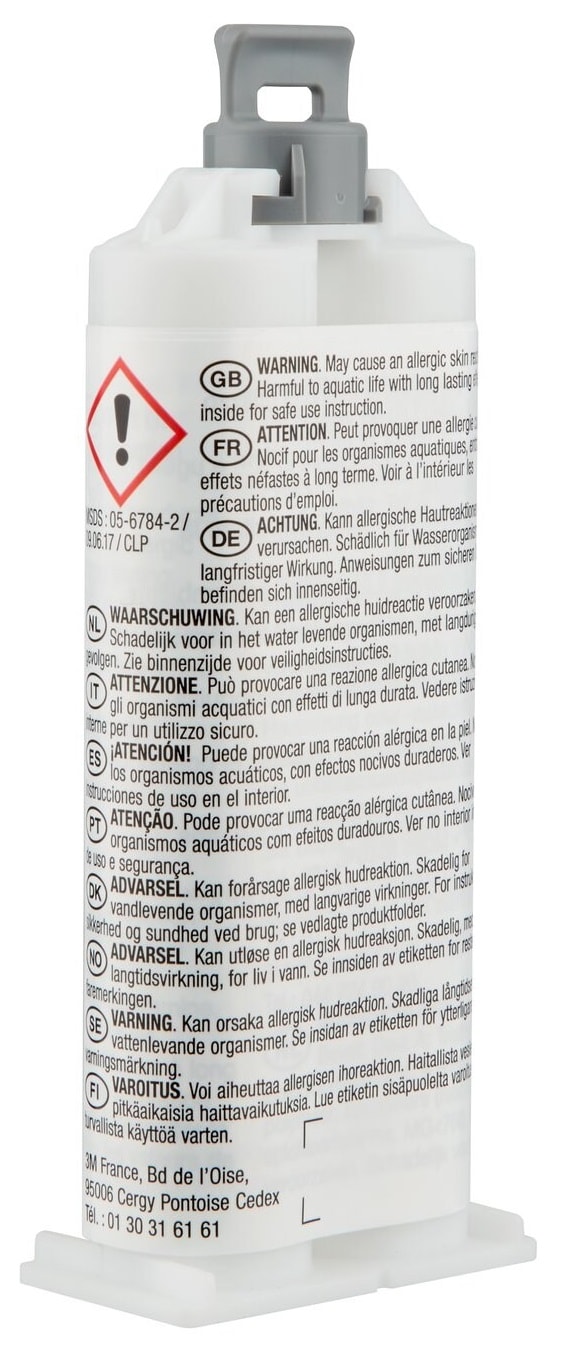 GB WARNING. May cause an allergic skin
Harmful to aquatic life with long lasting
inside for safe use instruction.
FR ATTENTION. Peut provoquer une allergie
Nocif pour les organismes aquatiques,
effets néfastes à long terme. Voir à l'intérieur les
précautions d'emploi.
MSDS : 05-6784-2 /
19.06.17 / CLP
DE ACHTUNG. Kann allergische
verursachen. Schädlich für
langfristiger Wirkung. Anweisungen zum sicheren
befinden sich innenseitig.
NL WAARSCHUWING. Kan een allergische huidreactie
Schadelijk voor in het water levende organismen, met
gevolgen. Zie binnenzijde voor veiligheidsinstructies.
IT ATTENZIONE. Può provocare una reazione allergica cutanea.
gli organismi acquatici con effetti di lunga durata. Vedere
interne per un utilizzo sicuro.
ES ¡ATENCIÓN! Puede provocar una reacción alérgica en la piel.
los organismos acuáticos, con efectos nocivos duraderos. Ver
instrucciones de uso en el interior.
PT ATENÇÃO. Pode provocar uma reacção alérgica cutânea.
organismos aquáticos com efeitos duradouros. Ver no interior
de uso e segurança.
DK ADVARSEL. Kan forårsage allergisk hudreaktion. Skadelig for
vandlevende organismer, med langvarige virkninger. For
sikkerhed og sundhed ved brug; se vedlagte produktfolder.
NO ADVARSEL. Kan utløse en allergisk hudreaksjon. Skadelig,
langtidsvirkning, for liv i vann. Se innsiden av etiketten for
faremerkingen.
SE VARNING. Kan orsaka allergisk hudreaktion. Skadliga
vattenlevande organismer. Se insidan av etiketten för
varningsmärkning.
FI VAROITUS. Voi aiheuttaa allergisen ihoreaktion. Haitallista
pitkäaikaisia haittavaikutuksia. Lue etiketin sisäpuolelta
turvallista käyttöä varten.
3M France, Bd de l'Oise,
95006 Cergy Pontoise Cedex
Tél. : 01 30 31 61 61